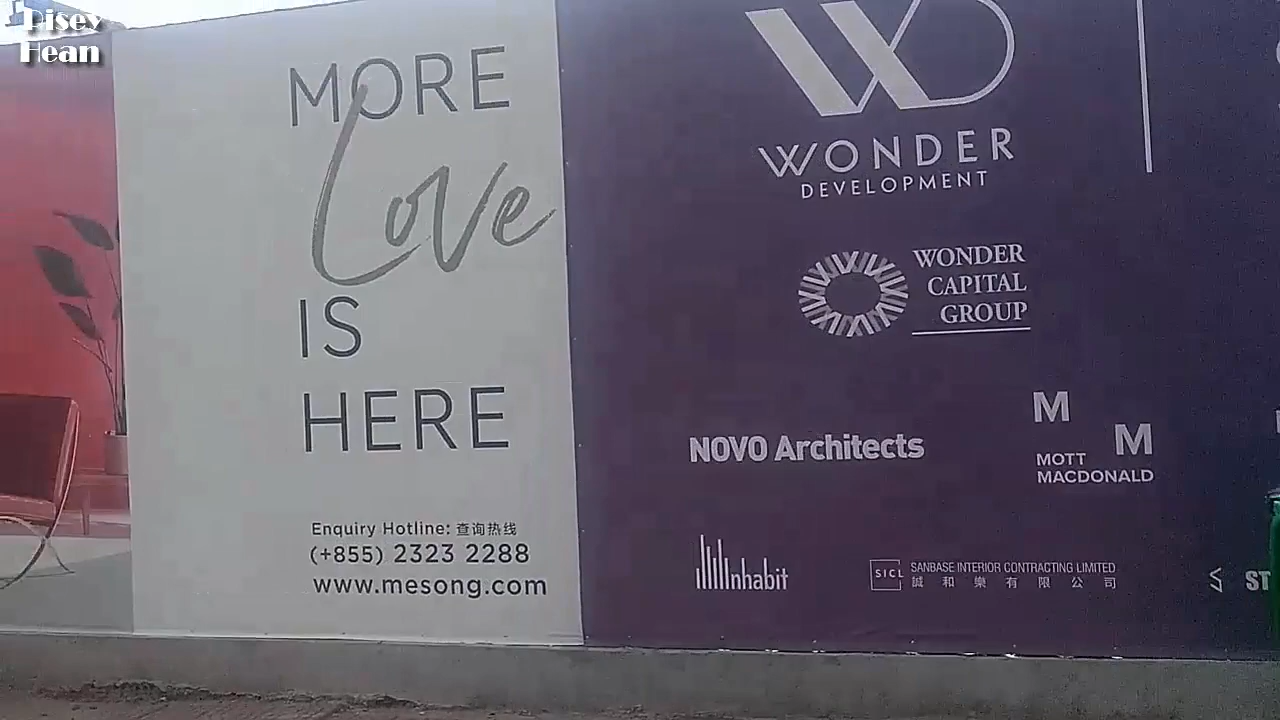 Pisey
Hean
MORE
Love
IS
HERE
Enquiry Hotline: 查询热线
(+855) 2323 2288
www.mesong.com
WONDER
DEVELOPMENT
WONDER
CAPITAL
GROUP
NOVO Architects
M
M
MOTT
MACDONALD
Inhabit
SICL SANBASE INTERIOR CONTRACTING LIMITED
誠和樂有限公司
ST